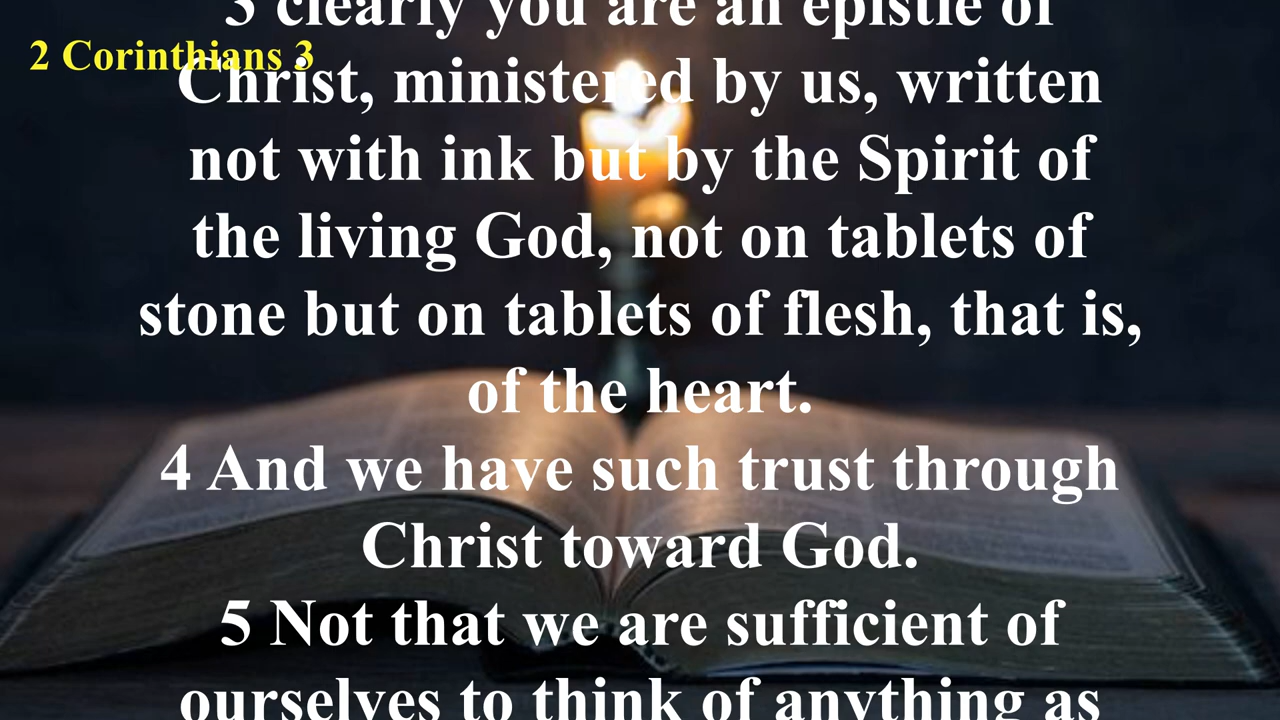 3 clearly you are an epistle of
2 Corinthians 3
Christ, ministered by us, written
not with ink but by the Spirit of
the living God, not on tablets of
stone but on tablets of flesh, that is,
of the heart.
4 And we have such trust through
Christ toward God.
5 Not that we are sufficient of
ourselves to think of anything as